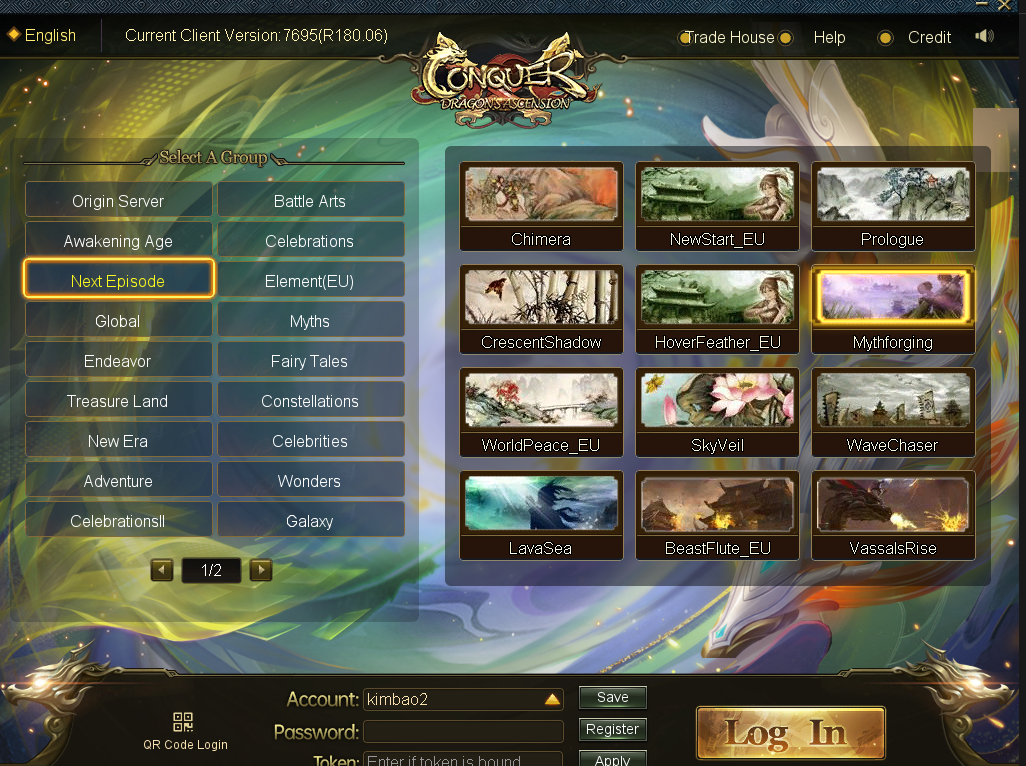 English
Current Client Version:7695(R180.06)
Trade House
Help
Credit
CONQUER
DRAGON'S ASCENSION
Select A Group
Origin Server
Battle Arts
Awakening Age
Celebrations
Next Episode
Element(EU)
Global
Myths
Endeavor
Fairy Tales
Treasure Land
Constellations
New Era
Celebrities
Adventure
Wonders
CelebrationsII
Galaxy
1/2
Chimera
NewStart_EU
Prologue
CrescentShadow
HoverFeather_EU
Mythforging
WorldPeace_EU
SkyVeil
WaveChaser
LavaSea
BeastFlute_EU
VassalsRise
QR Code Login
Account:
kimbao2
Save
Password:
Register
Token:
Enter if token is bound
Apply
Log In